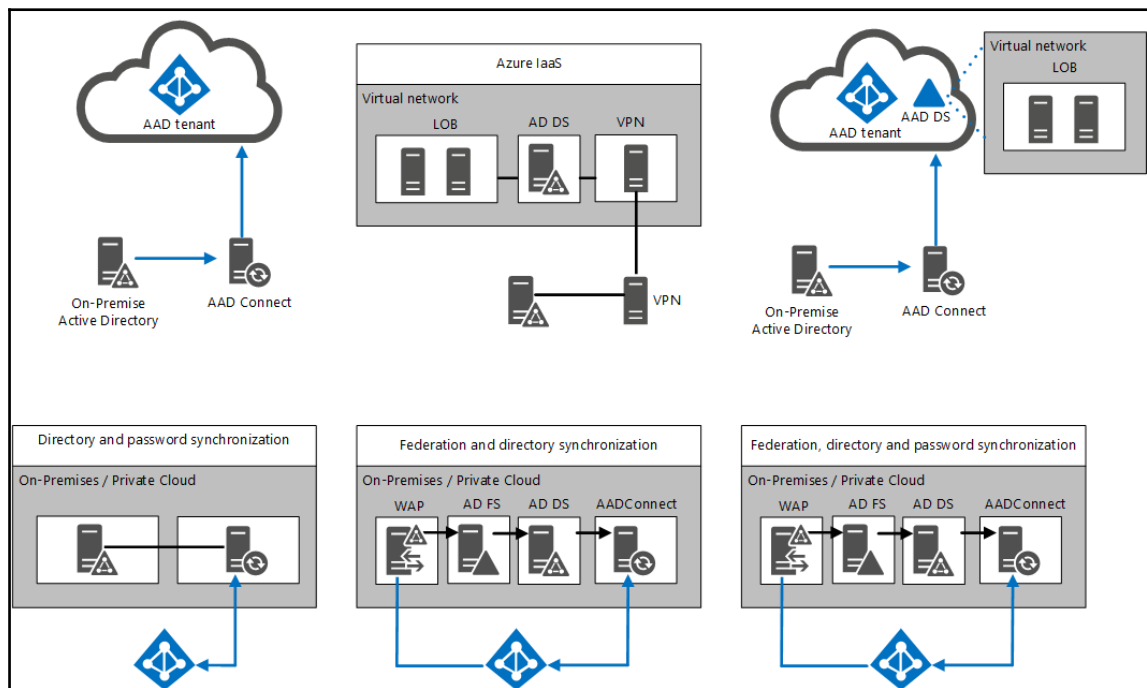 AAD tenant
On-Premise
Active Directory
AAD Connect
Azure IaaS
Virtual network
LOB
AD DS
VPN
VPN
AAD tenant
AAD DS
Virtual network
LOB
On-Premise
Active Directory
AAD Connect
Directory and password synchronization
On-Premises / Private Cloud
Federation and directory synchronization
On-Premises / Private Cloud
WAP
AD FS
AD DS
AADConnect
Federation, directory and password synchronization
On-Premises / Private Cloud
WAP
AD FS
AD DS
AADConnect